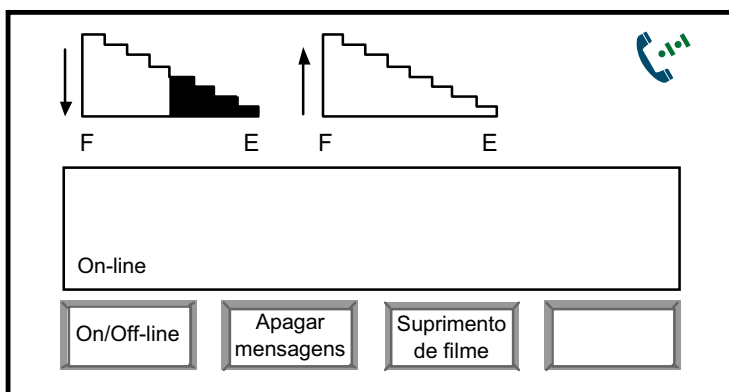 F E F E
On-line
On/Off-line
Apagar
mensagens
Suprimento
de filme